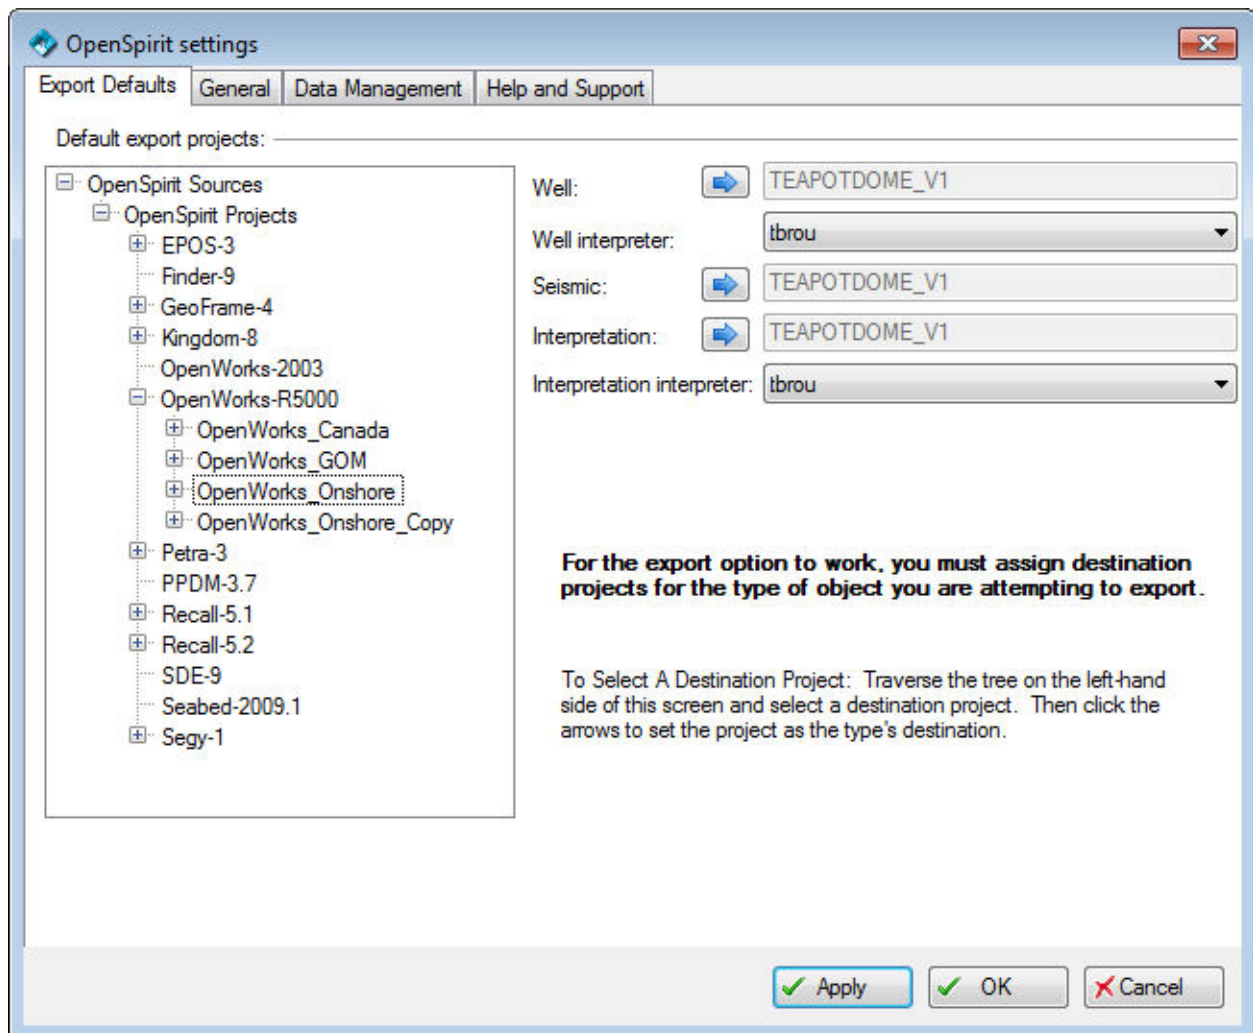 OpenSpirit settings
Export Defaults General Data Management Help and Support
Default export projects:
OpenSpirit Sources
OpenSpirit Projects
EPOS-3
Finder-9
GeoFrame-4
Kingdom-8
OpenWorks-2003
OpenWorks-R5000
OpenWorks_Canada
OpenWorks_GOM
OpenWorks_Onshore
OpenWorks_Onshore_Copy
Petra-3
PPDM-3.7
Recall-5.1
Recall-5.2
SDE-9
Seabed-2009.1
Segy-1
Well: TEAPOTDOME_V1
Well interpreter: tbrou
Seismic: TEAPOTDOME_V1
Interpretation: TEAPOTDOME_V1
Interpretation interpreter: tbrou
For the export option to work, you must assign destination
projects for the type of object you are attempting to export.
To Select A Destination Project: Traverse the tree on the left-hand
side of this screen and select a destination project. Then click the
arrows to set the project as the type's destination.
Apply OK Cancel